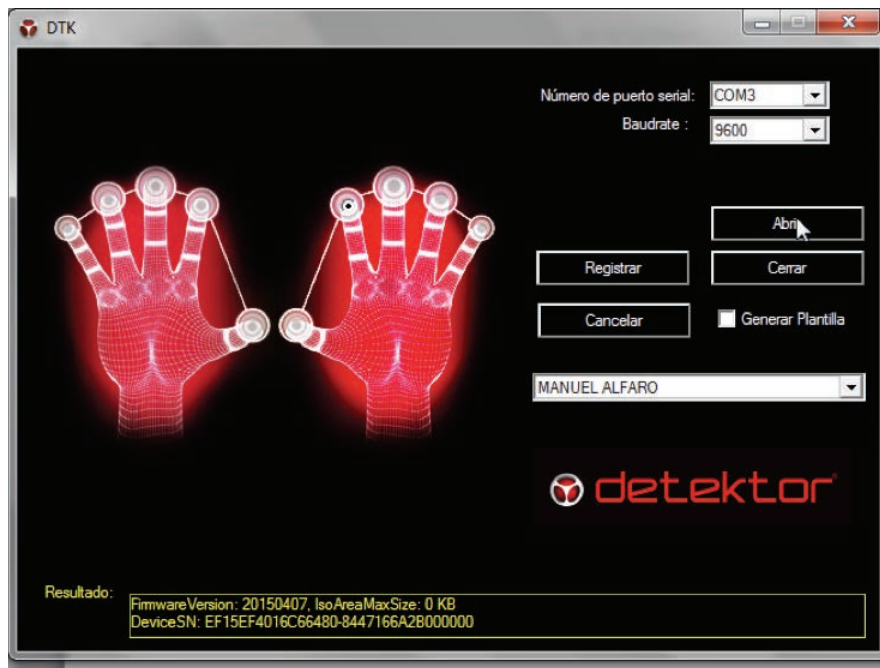 DTK
Número de puerto serial: COM3
Baudrate : 9600
Abrir
Registrar Cerrar
Cancelar Generar Plantilla
MANUEL ALFARO
detektor
Resultado: FirmwareVersion: 20150407, IsoAreaMaxSize: 0 KB
DeviceSN: EF15EF4016C66480-8447166A2B000000